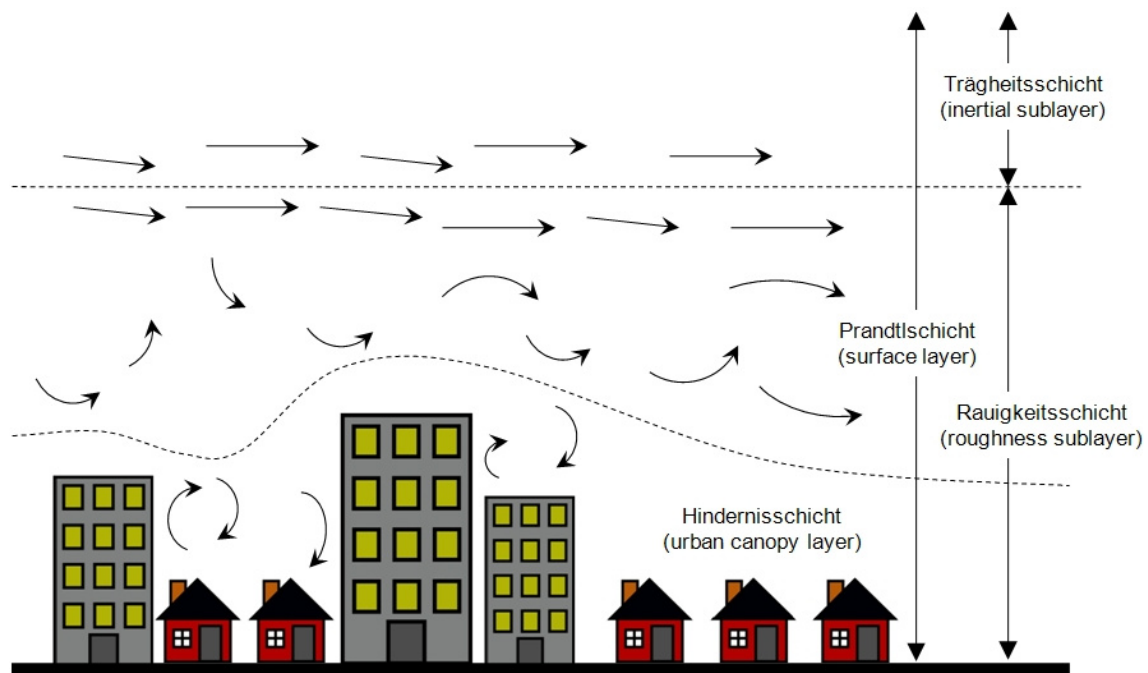 Trägheitsschicht
(inertial sublayer)
Prandtlschicht
(surface layer)
Rauigkeitsschicht
(roughness sublayer)
Hindernisschicht
(urban canopy layer)